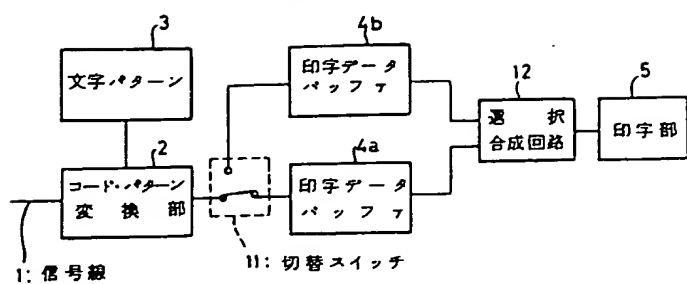 3
文字パターン
2
コード・パターン
変換部
1: 信号線
11: 切替スイッチ
4b
印字データ
バッファ
4a
印字データ
バッファ
12
選択
合成回路
5
印字部